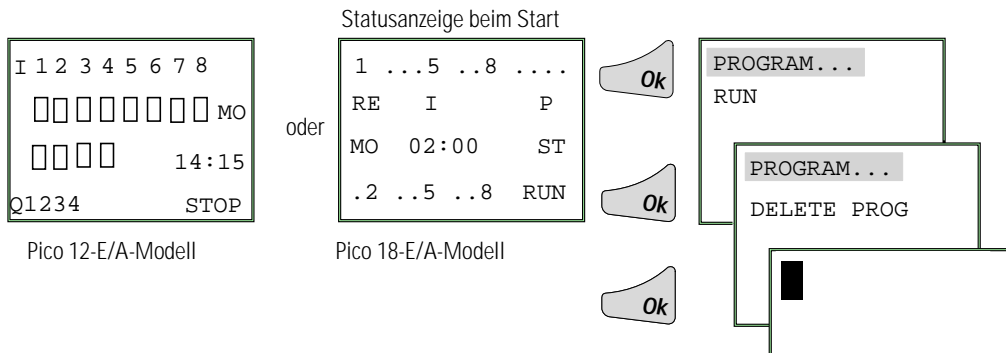 Statusanzeige beim Start
I 1 2 3 4 5 6 7 8
MO
14:15
Q1234 STOP
Pico 12-E/A-Modell
oder
1 ...5 ..8 ....
RE I P
MO 02:00 ST
.2 ..5 ..8 RUN
Pico 18-E/A-Modell
Ok
Ok
Ok
PROGRAM...
RUN
PROGRAM...
DELETE PROG